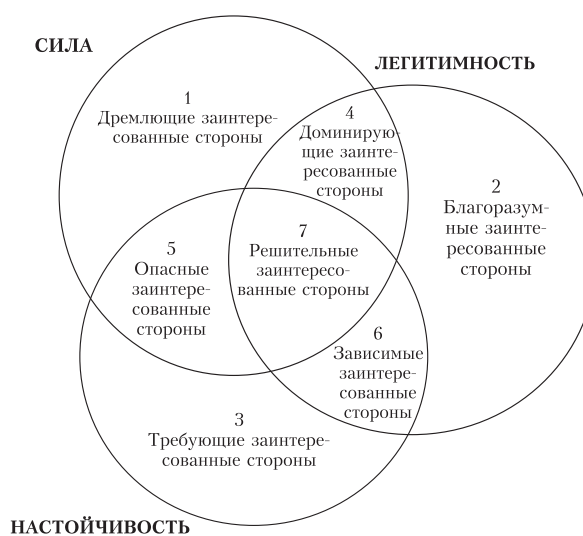 СИЛА
ЛЕГИТИМНОСТЬ
1
Дремлющие заинтере-
сованные стороны
4
Доминирую-
щие заинте-
ресованные
стороны
2
Благоразум-
ные заинте-
ресованные
стороны
7
Решительные
заинтересо-
ванные стороны
5
Опасные
заинтере-
сованные
стороны
6
Зависимые
заинтере-
сованные
стороны
3
Требующие заинтере-
сованные стороны
НАСТОЙЧИВОСТЬ